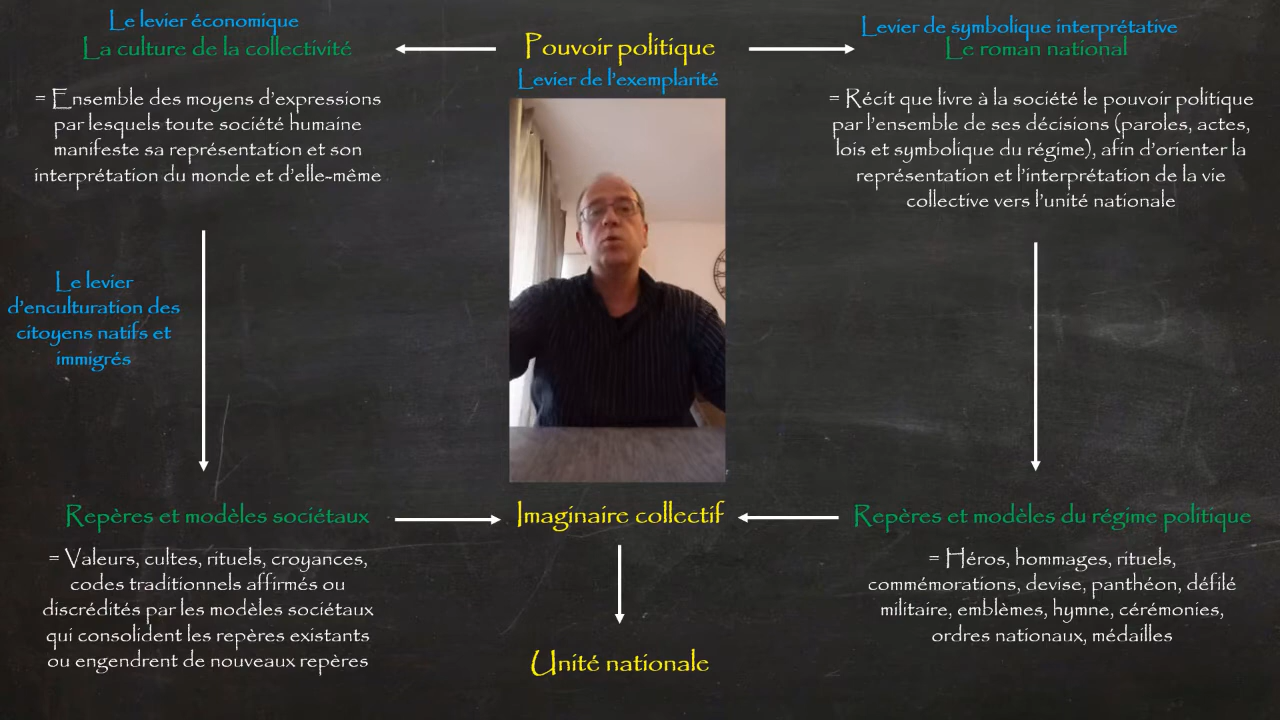 Le levier économique
La culture de la collectivité
= Ensemble des moyens d'expressions
par lesquels toute société humaine
manifeste sa représentation et son
interprétation du monde et d'elle-même
Le levier
d'enculturation des
citoyens natifs et
immigrés
Repères et modèles sociétaux
= Valeurs, cultes, rituels, croyances,
codes traditionnels affirmés ou
discrédités par les modèles sociétaux
qui consolident les repères existants
ou engendrent de nouveaux repères
Pouvoir politique
Levier de l'exemplarité
Imaginaire collectif
Unité nationale
Levier de symbolique interprétative
Le roman national
= Récit que livre à la société le pouvoir politique
par l'ensemble de ses décisions (paroles, actes,
lois et symbolique du régime), afin d'orienter la
représentation et l'interprétation de la vie
collective vers l'unité nationale
Repères et modèles du régime politique
= Héros, hommages, rituels,
commémorations, devise, panthéon, défilé
militaire, emblèmes, hymne, cérémonies,
ordres nationaux, médailles